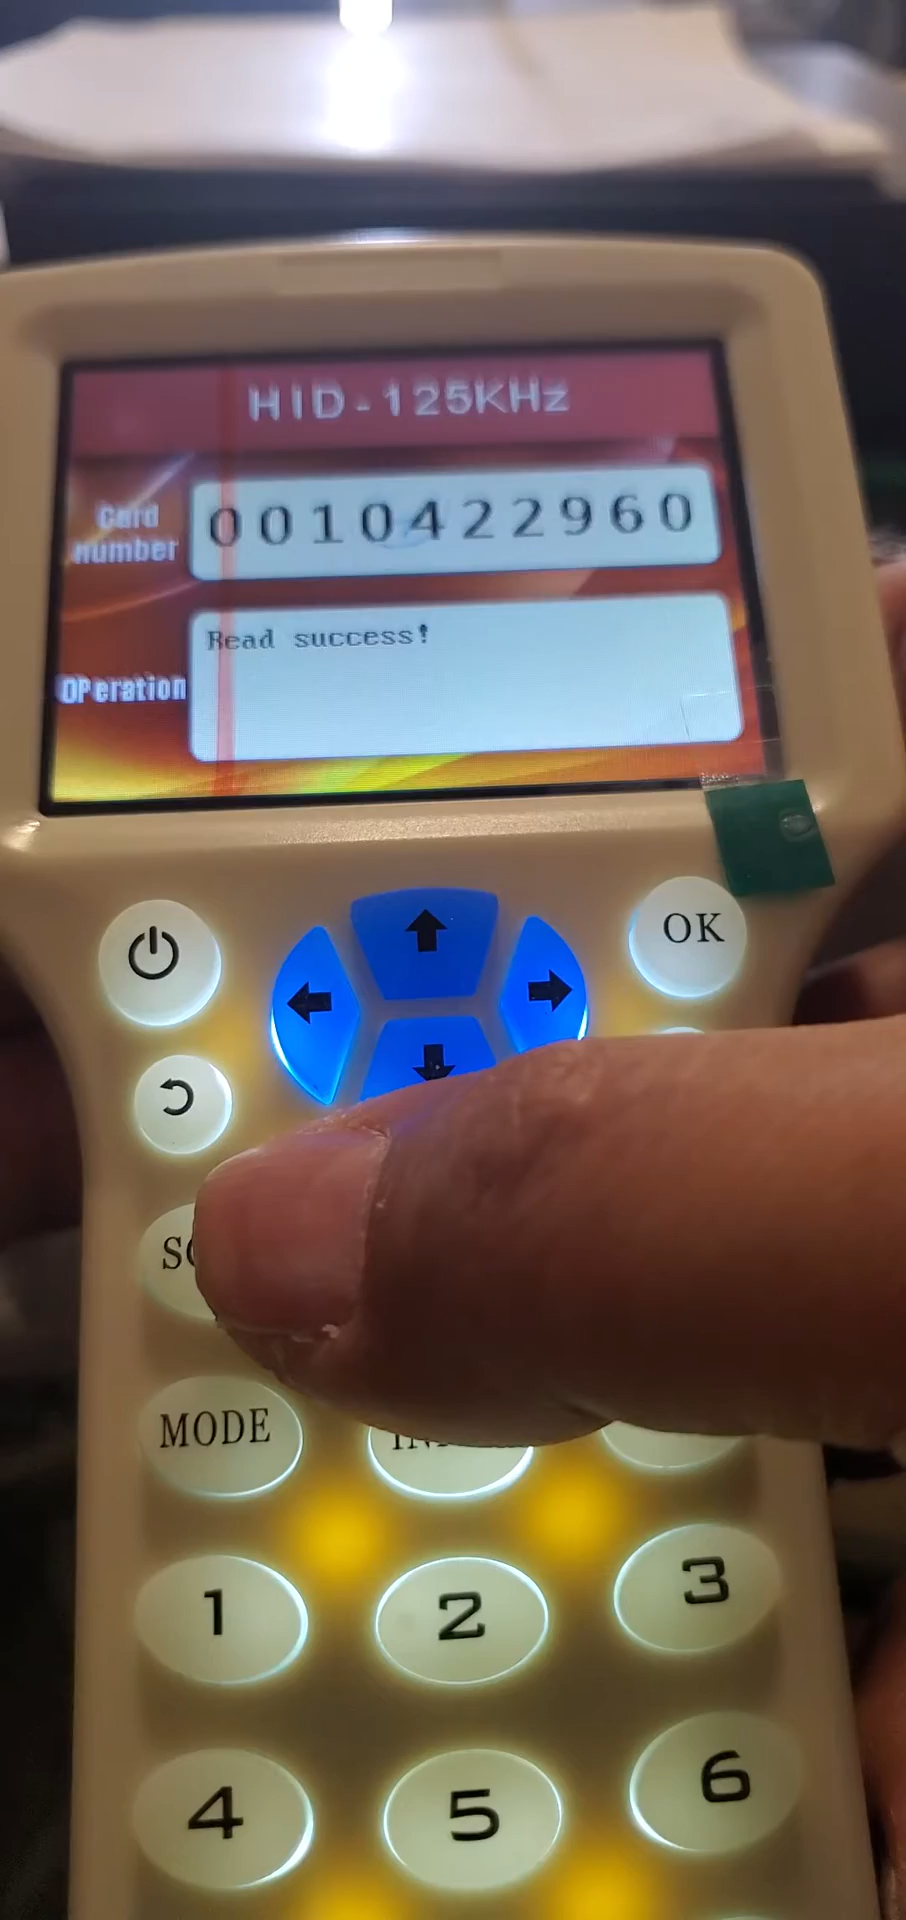 HID-125KHz
Card
number
0010422960
Read success!
OPeration
OK
MODE
1
2
3
4
5
6